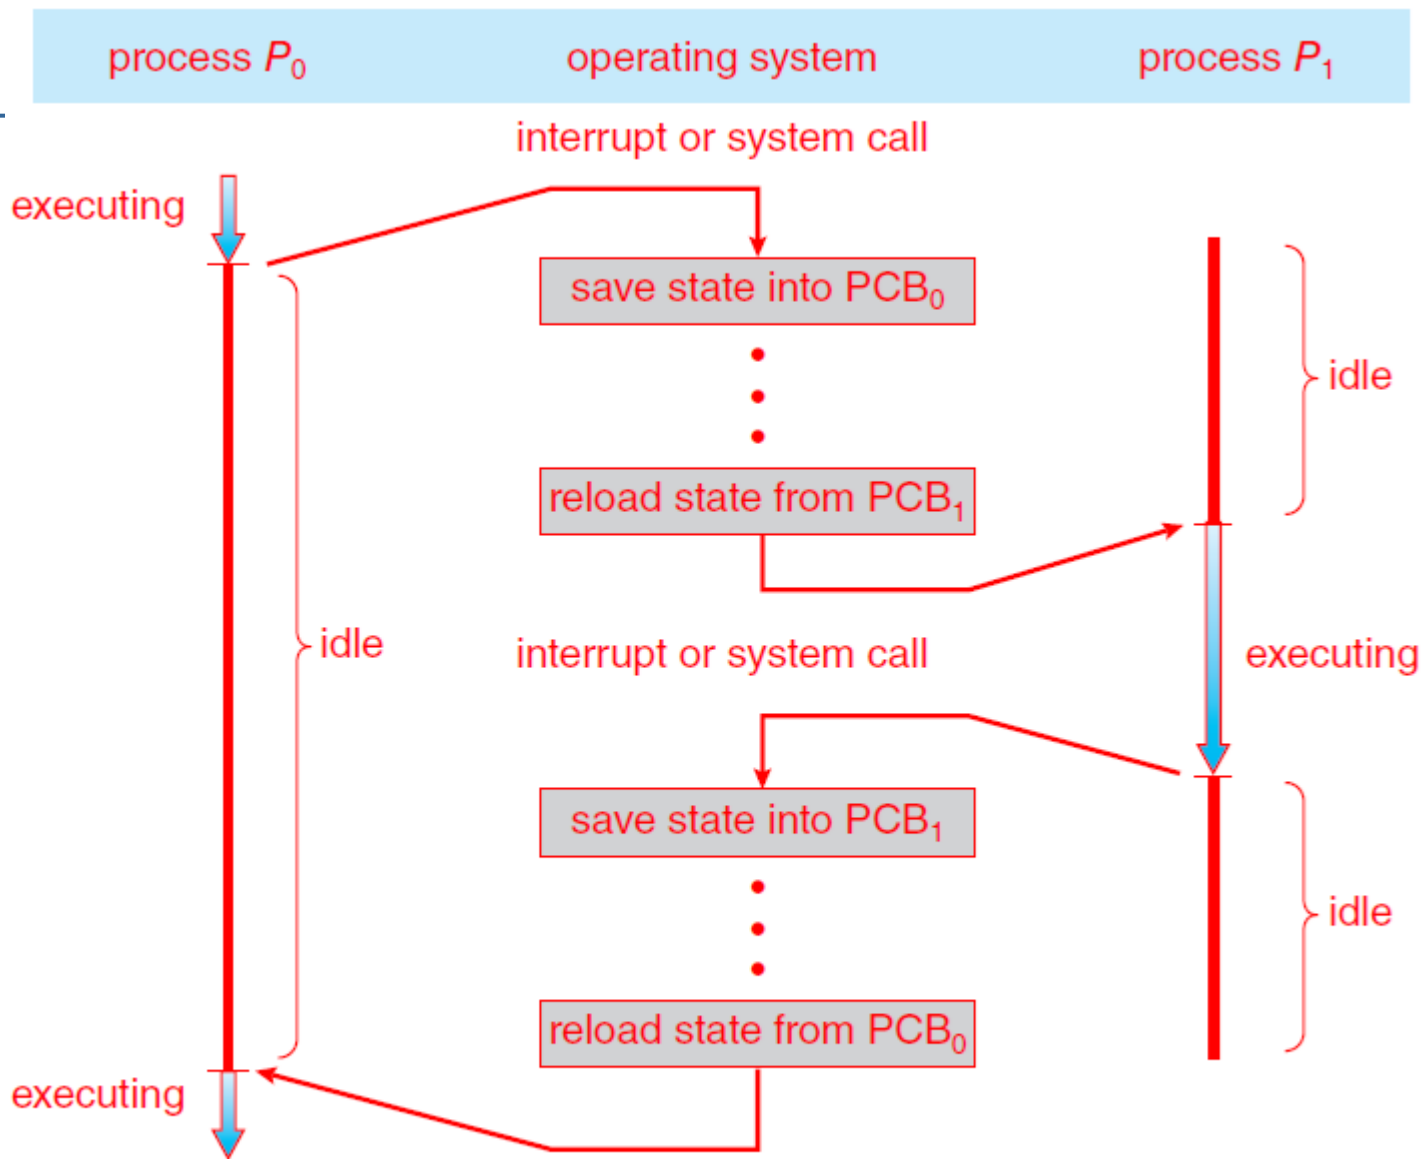 process P₀ operating system process P₁
interrupt or system call
executing
save state into PCB₀
idle
reload state from PCB₁
idle
interrupt or system call
executing
save state into PCB₁
idle
reload state from PCB₀
executing